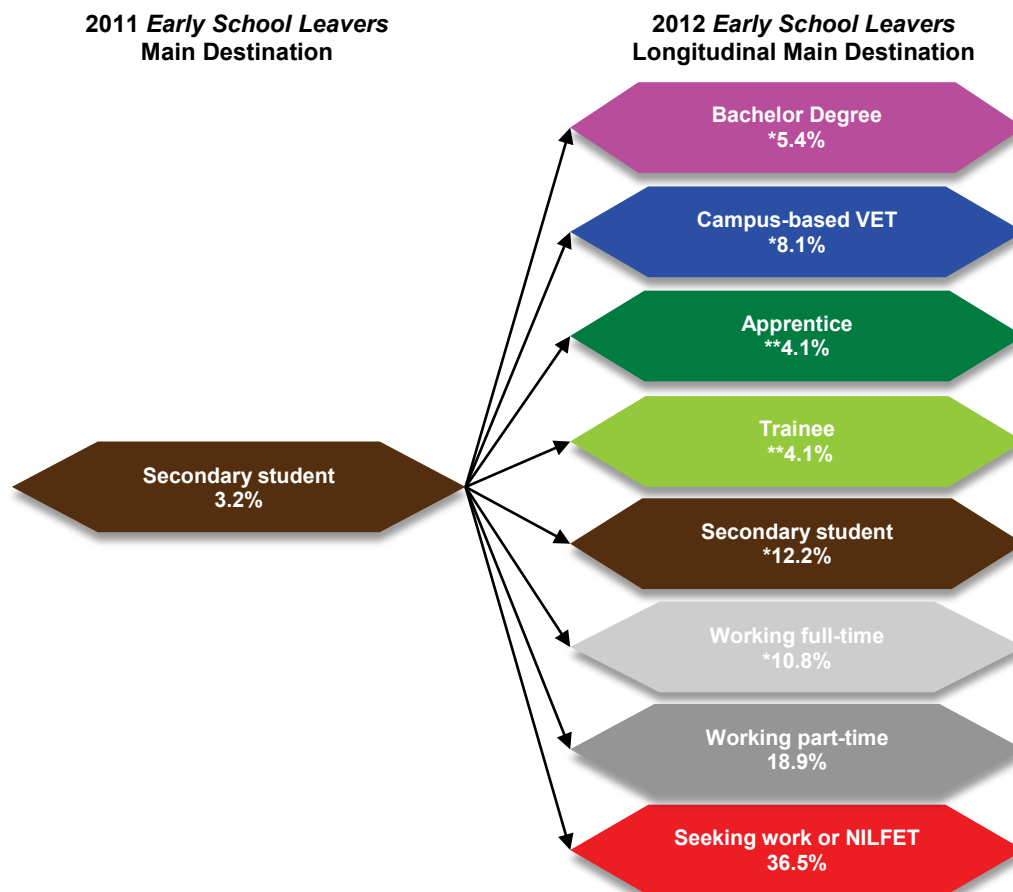 2011 Early School Leavers
Main Destination
2012 Early School Leavers
Longitudinal Main Destination
Bachelor Degree
*5.4%
Campus-based VET
*8.1%
Apprentice
**4.1%
Trainee
**4.1%
Secondary student
3.2%
Secondary student
*12.2%
Working full-time
*10.8%
Working part-time
18.9%
Seeking work or NILFET
36.5%